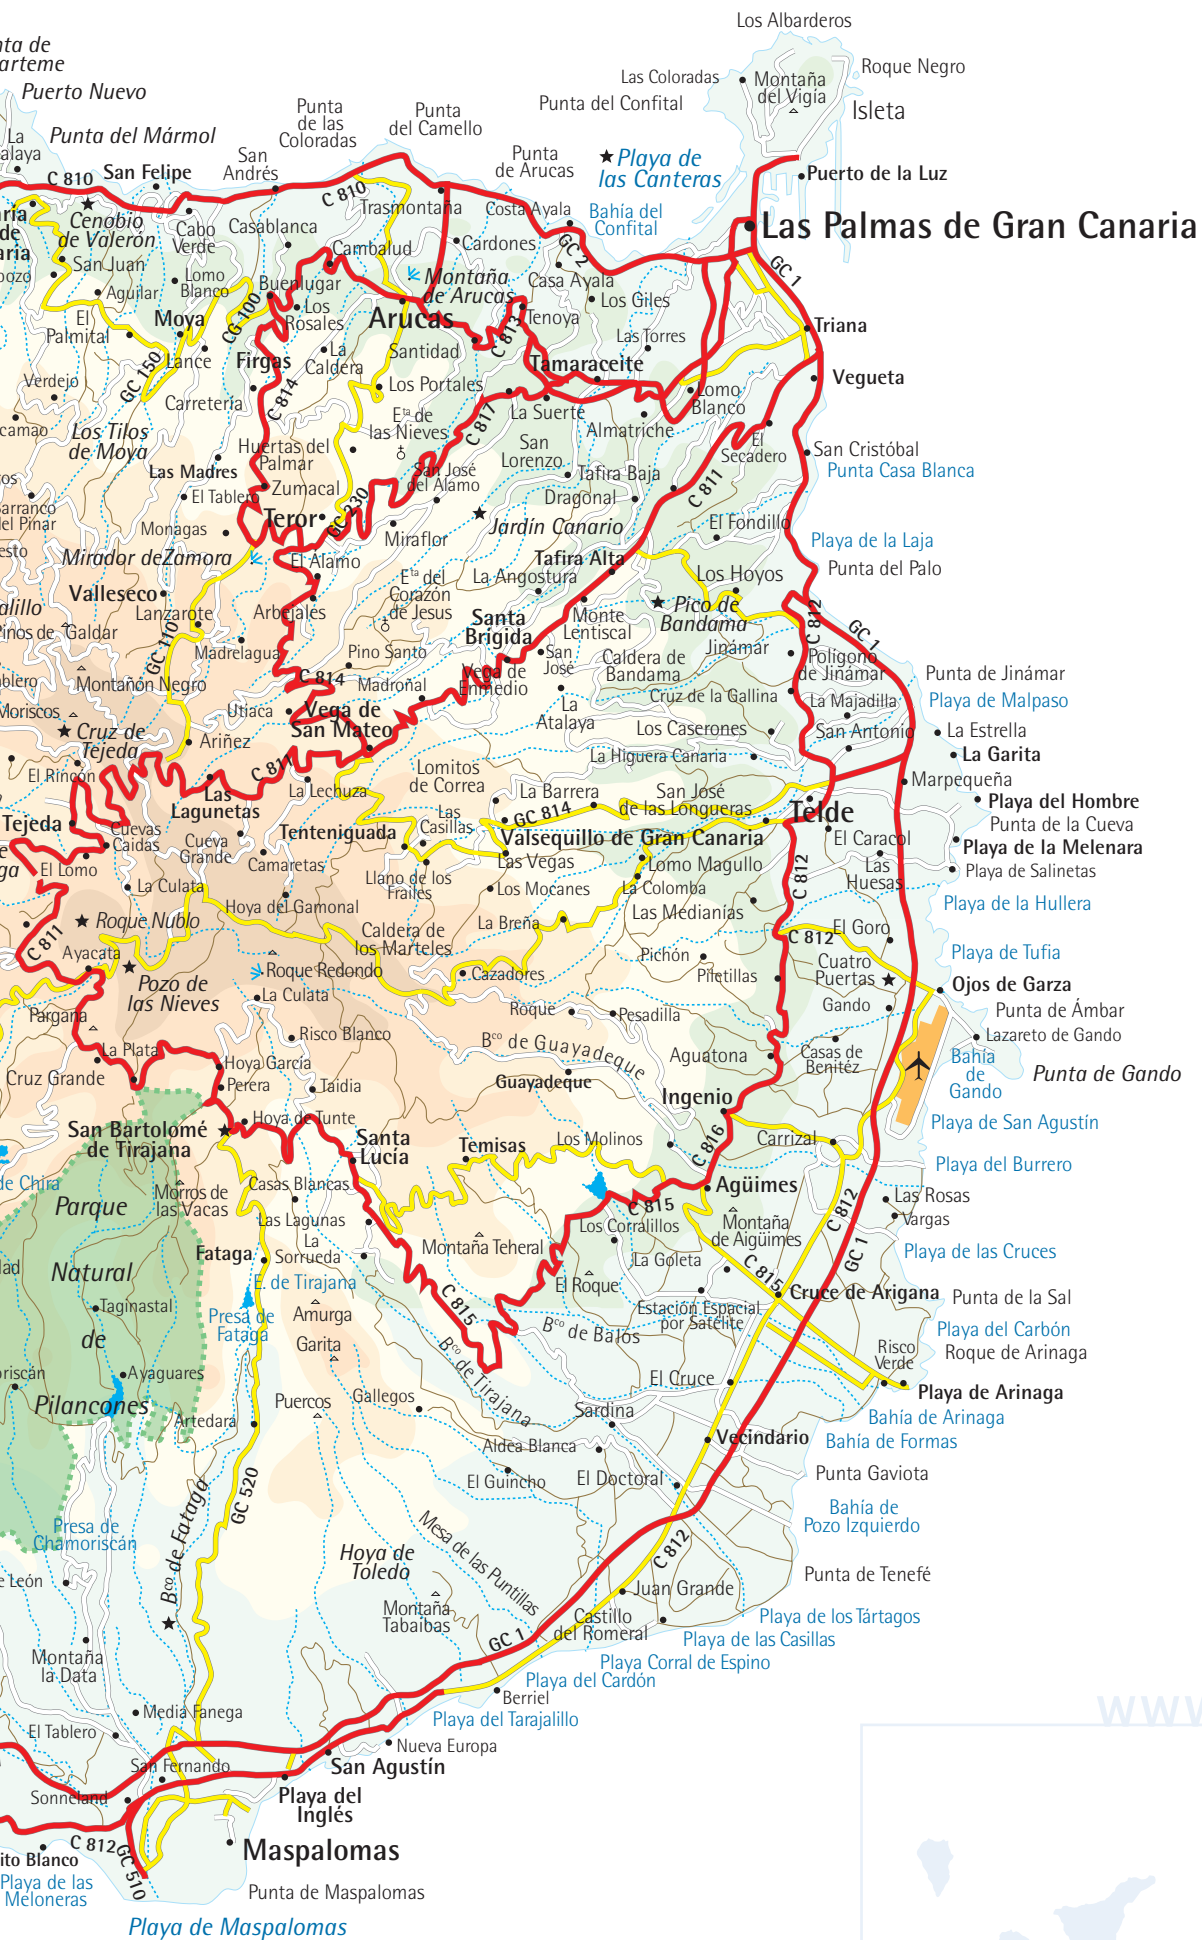 Los Albarderos
Roque Negro
Las Coloradas
Montaña
del Vigía
Punta del Confital
Isleta
Puerto Nuevo
Punta
de las
Coloradas
Punta
del Camello
Punta del Mármol
San
Andrés
Punta
de Arucas
Playa de
las Canteras
C 810
San Felipe
Puerto de la Luz
C 810
Trasmontaña
Costa Ayala
Bahía del
Confital
Las Palmas de Gran Canaria
Cenobio
de Valerón
Cabo
Verde
Casablanca
Cambalud
Cardones
GC 2
GC 1
San Juan
Lomo
Blanco
Buenlugar
Montaña
de Arucas
Casa Ayala
Aguilar
Los
Rosales
Los Giles
El
Palmital
Moya
CG 100
Arucas
C 813
Tenoya
Las Torres
Triana
GC 150
Lance
Firgas
La
Caldera
Santidad
Tamaraceite
Vegueta
Verdejo
Carretería
C 814
Los Portales
Lomo
Blanco
La Suerte
Los Tilos
de Moya
Eta de
las Nieves
C 817
Almatriche
El
Secadero
San Cristóbal
Punta Casa Blanca
Huertas del
Palmar
San
Lorenzo
Las Madres
San José
del Alamo
Tafira Baja
El Tablero
Zumacal
Dragonal
C 811
Teror
GC 230
Miraflor
Jardín Canario
El Fondillo
Monagas
Mirador deZamora
El Alamo
Tafira Alta
Playa de la Laja
Punta del Palo
Eta del
Corazón
de Jesus
La Angostura
Los Hoyos
Valleseco
Lanzarote
Arbejales
Santa
Brígida
Monte
Lentiscal
Pico de
Bandama
C 812
GC 1
GC 110
Madrelagua
Pino Santo
San
José
Caldera de
Bandama
Jinámar
Poligono
de Jinámar
Punta de Jinámar
Montañón Negro
C 814
Madroñal
Vega de
Enmedio
Cruz de la Gallina
La Majadilla
Playa de Malpaso
Utiaca
Vega de
San Mateo
La
Atalaya
Los Caserones
San Antonio
La Estrella
Cruz de
Tejeda
Ariñez
La Higuera Canaria
La Garita
El Rincón
C 811
La Lechuza
Lomitos
de Correa
La Barrera
San José
de las Longueras
Marpequeña
Las
Lagunetas
GC 814
Telde
Playa del Hombre
Tejeda
Cuevas
Caidas
Cueva
Grande
Tenteniguada
Las
Casillas
Valsequillo de Gran Canaria
El Caracol
Punta de la Cueva
Playa de la Melenara
El Lomo
Camaretas
Las Vegas
Lomo Magullo
C 812
Las
Huesas
Playa de Salinetas
La Culata
Llano de los
Frailes
Los Mocanes
La Colomba
Hoya del Gamonal
Las Medianías
Playa de la Hullera
Roque Nublo
Caldera de
los Marteles
La Breña
C 812
El Goro
C 811
Ayacata
Pichón
Cuatro
Puertas
Playa de Tufia
Pozo de
las Nieves
Roque Redondo
Cazadores
Piletillas
Ojos de Garza
La Culata
Gando
Pargana
Roque
Pesadilla
Punta de Ámbar
Risco Blanco
Bco de Guayadeque
Lazareto de Gando
La Plata
Hoya García
Aguatona
Casas de
Benítez
Bahía
de
Gando
Punta de Gando
Cruz Grande
Perera
Taidia
Guayadeque
Ingenio
Hoya de Tunte
Playa de San Agustín
San Bartolomé
de Tirajana
Santa
Lucía
Temisas
Los Molinos
C 816
Carrizal
Playa del Burrero
Morros de
las Vacas
Casas Blancas
Agüimes
C 815
Las Rosas
Parque
Las Lagunas
Los Corralillos
Montaña
de Aigüimes
C 812
Vargas
Fataga
La
Sorrueda
Montaña Teheral
La Goleta
GC 1
Playa de las Cruces
Natural
E. de Tirajana
El Roque
C 815
Cruce de Arigana
Punta de la Sal
Taginastal
Presa de
Fataga
Amurga
C 815
Estación Espacial
por Satélite
Playa del Carbón
de
Garita
Bco de Balos
Risco
Verde
Roque de Arinaga
Ayaguares
Bco de Tirajana
El Cruce
Playa de Arinaga
Pilancones
Puercos
Gallegos
Sardina
Bahía de Arinaga
Artedara
Aldea Blanca
Vecindario
Bahía de Formas
El Guincho
El Doctoral
Punta Gaviota
GC 520
Presa de
Chamoriscán
Bahía de
Pozo Izquierdo
Bco de Fataga
Mesa de las Puntillas
Hoya de
Toledo
C 812
Punta de Tenefé
Juan Grande
Montaña
Tabaibas
Castillo
del Romeral
Playa de los Tártagos
GC 1
Playa de las Casillas
Montaña
la Data
Playa Corral de Espino
Playa del Cardón
Berriel
Media Fanega
Playa del Tarajalillo
El Tablero
Nueva Europa
San Fernando
San Agustín
Sonneland
Playa del
Inglés
C 812
GC 510
Maspalomas
ito Blanco
Playa de las
Meloneras
Punta de Maspalomas
Playa de Maspalomas
WWW